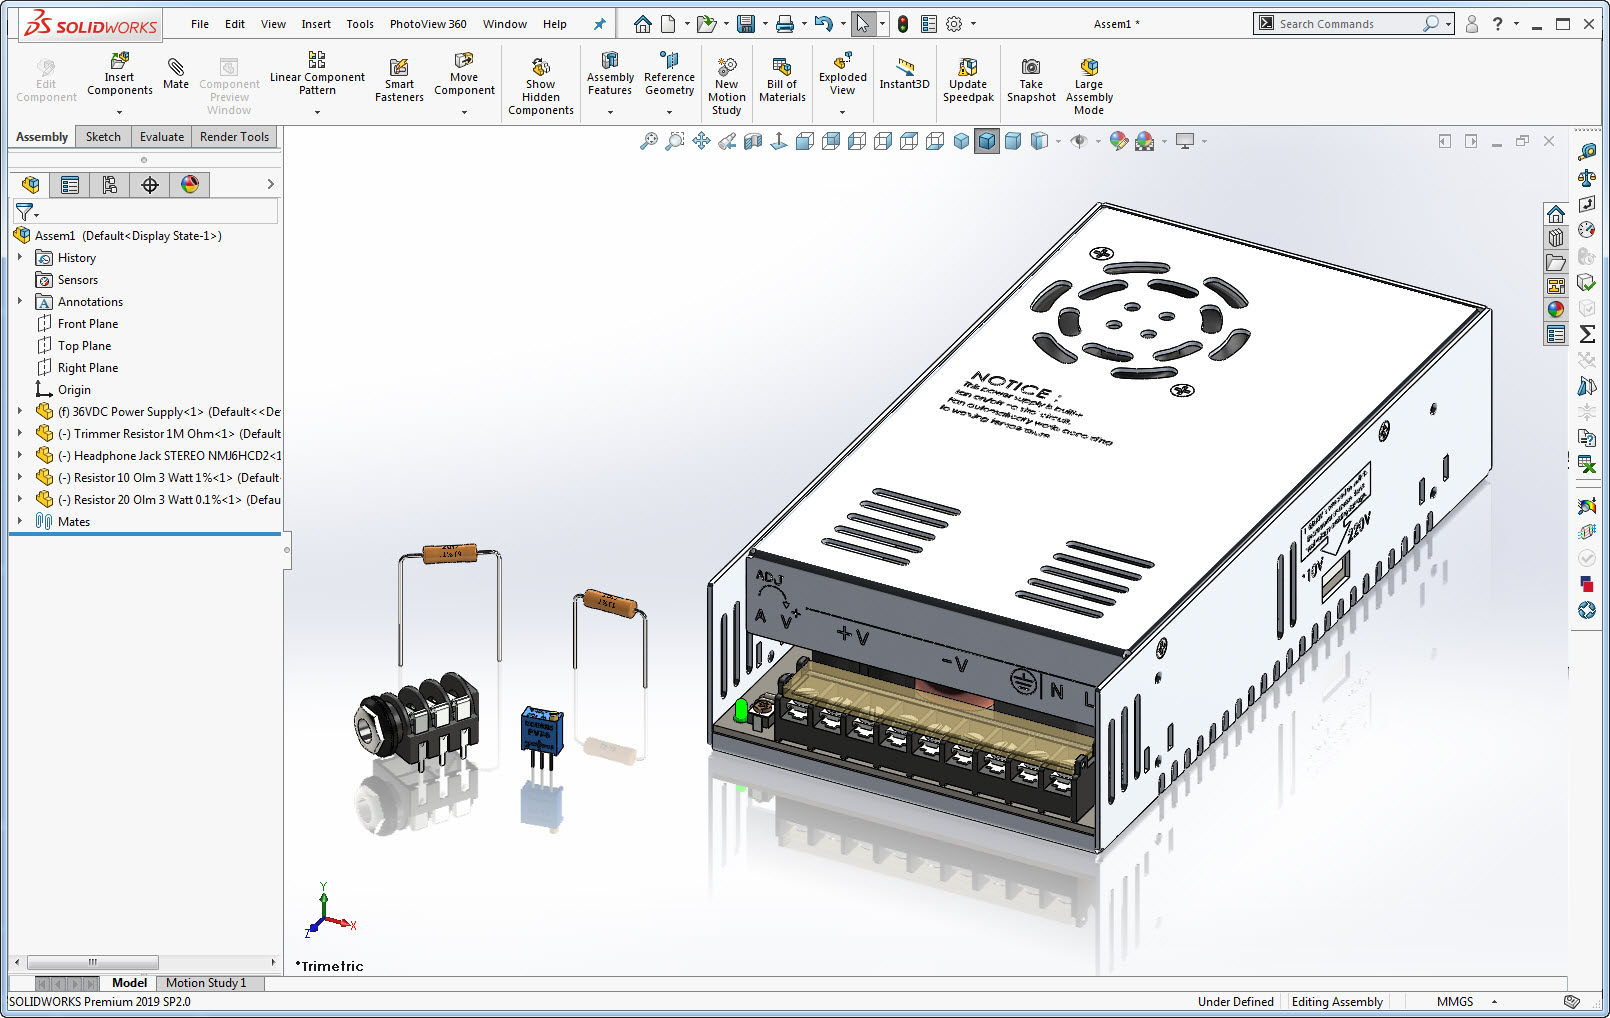 SOLIDWORKS
File Edit View Insert Tools PhotoView 360 Window Help
Assem1 *
Search Commands
Edit Component
Insert Components
Mate
Component Preview Window
Linear Component Pattern
Smart Fasteners
Move Component
Show Hidden Components
Assembly Features
Reference Geometry
New Motion Study
Bill of Materials
Exploded View
Instant3D
Update Speedpak
Take Snapshot
Large Assembly Mode
Assembly Sketch Evaluate Render Tools
Assem1 (Default<Display State-1>)
History
Sensors
Annotations
Front Plane
Top Plane
Right Plane
Origin
(f) 36VDC Power Supply<1> (Default<<De
(-) Trimmer Resistor 1M Ohm<1> (Default
(-) Headphone Jack STEREO NMJ6HCD2<1
(-) Resistor 10 Olm 3 Watt 1%<1> (Default
(-) Resistor 20 Olm 3 Watt 0.1%<1> (Defau
Mates
NOTICE :
This power supply is built-in
fan on/off re the circuit.
Fan automatically work according
to working temperature
220V
ADJ
A V
+V
-V
N L
Y
X
Z
*Trimetric
Model Motion Study 1
SOLIDWORKS Premium 2019 SP2.0
Under Defined Editing Assembly MMGS